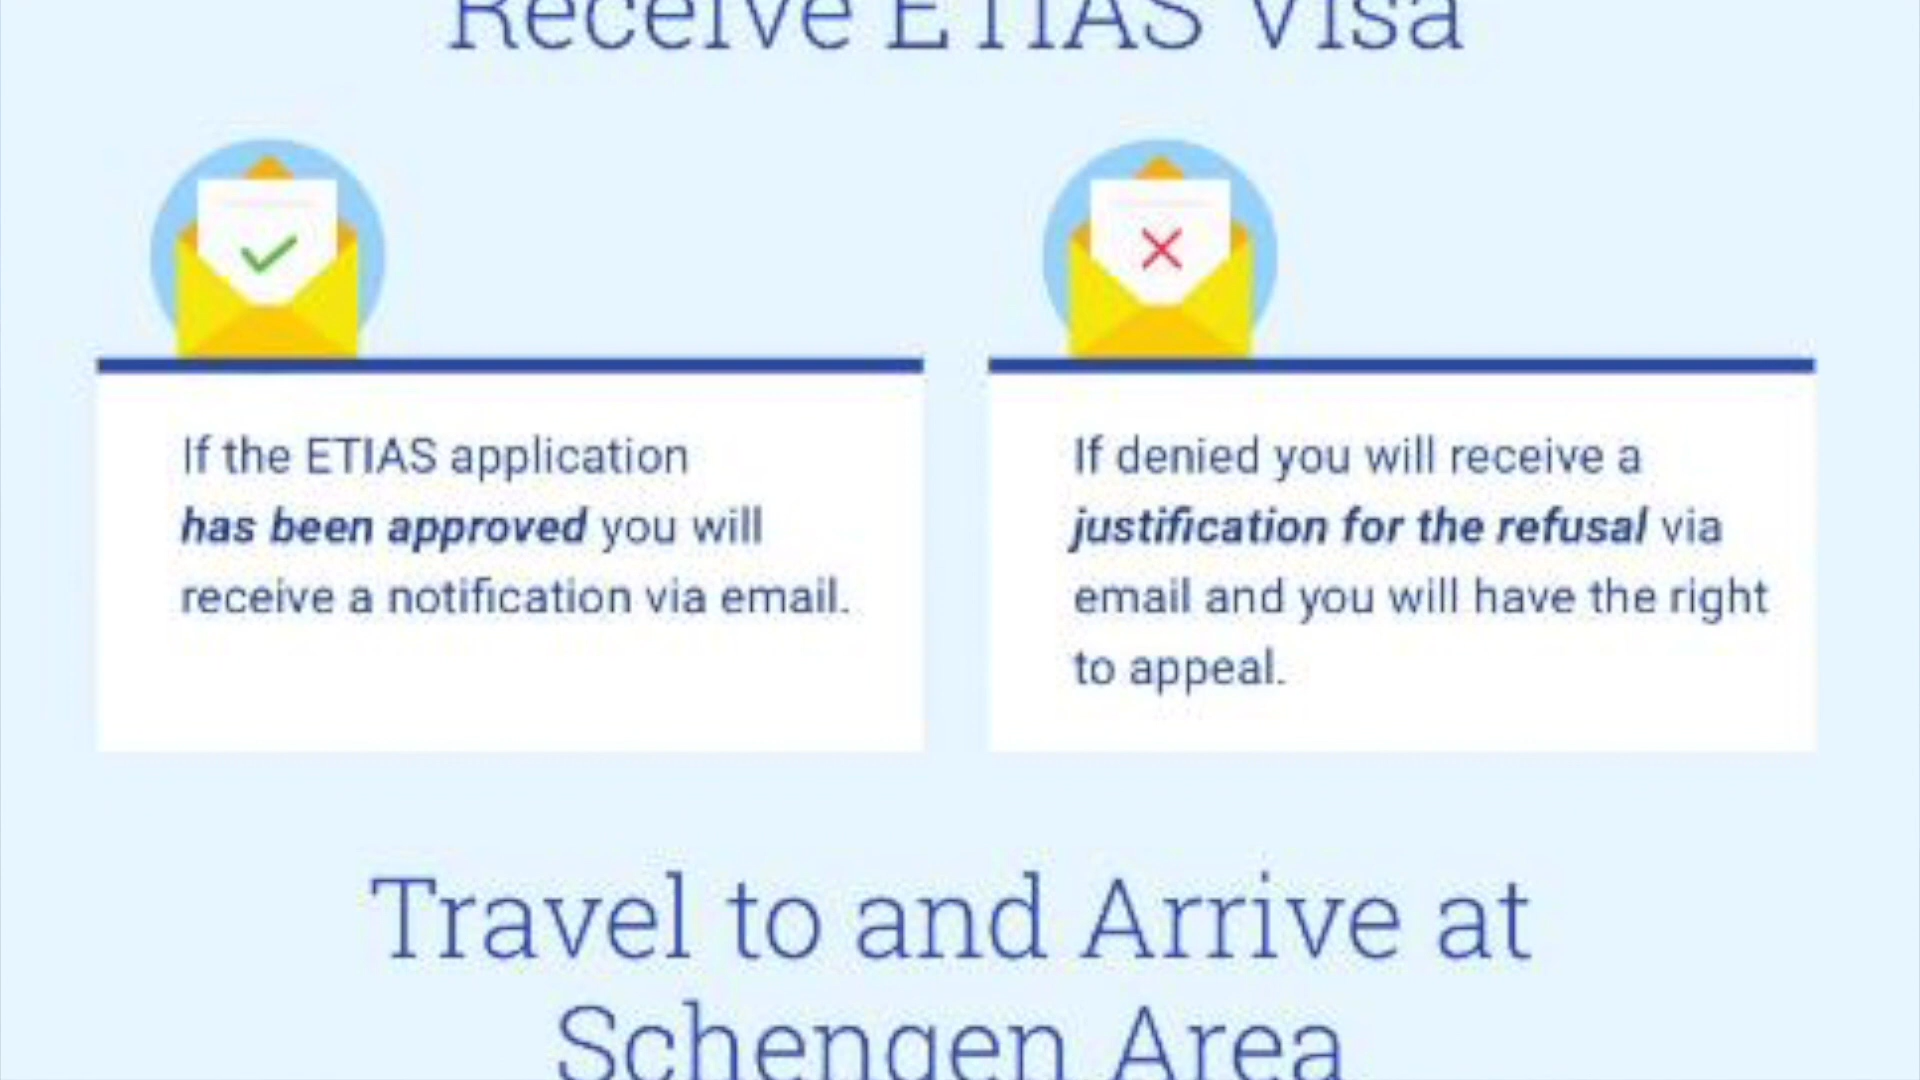 Receive ETIAS Visa
If the ETIAS application
has been approved you will
receive a notification via email.
If denied you will receive a
justification for the refusal via
email and you will have the right
to appeal.
Travel to and Arrive at
Schengen Area